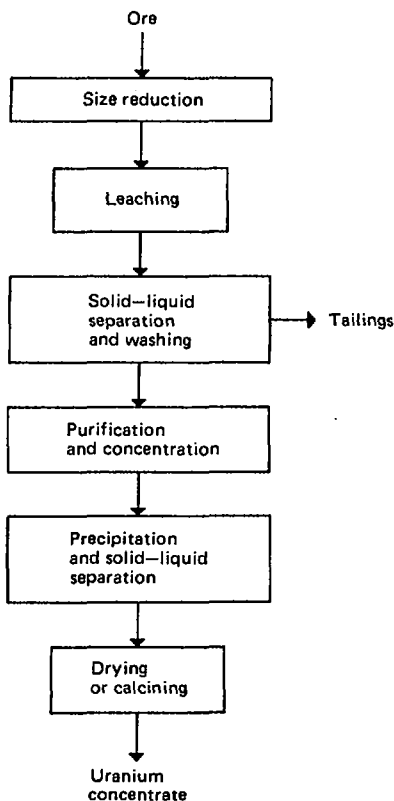 Ore
Size reduction
Leaching
Solid—liquid
separation
and washing
Tailings
Purification
and concentration
Precipitation
and solid—liquid
separation
Drying
or calcining
Uranium
concentrate